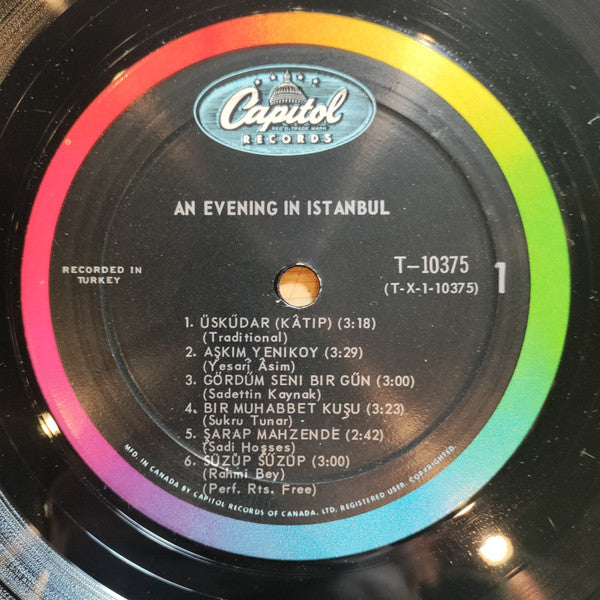 Capitol
REG'D. TRADE MARK
RECORDS
AN EVENING IN ISTANBUL
RECORDED IN
TURKEY
T-10375
(T-X-1-10375)
1
1. ÜSKÜDAR (KÂTIP) (3:18)
(Traditional)
2. AŞKIM YENIKOY (3:29)
(Yesarî Âsim)
3. GÖRDÜM SENI BIR GÜN (3:00)
(Sadettin Kaynak)
4. BIR MUHABBET KUŞU (3:23)
(Sukru Tunar) -
5. ŞARAP MAHZENDE (2:42)
(Sadi Hosses)
6. SÜZÜP SÜZÜP (3:00)
(Rahmi Bey)
(Perf. Rts. Free)
MFD. IN CANADA BY CAPITOL RECORDS OF CANADA, LTD. REGISTERED USER. COPYRIGHTED.